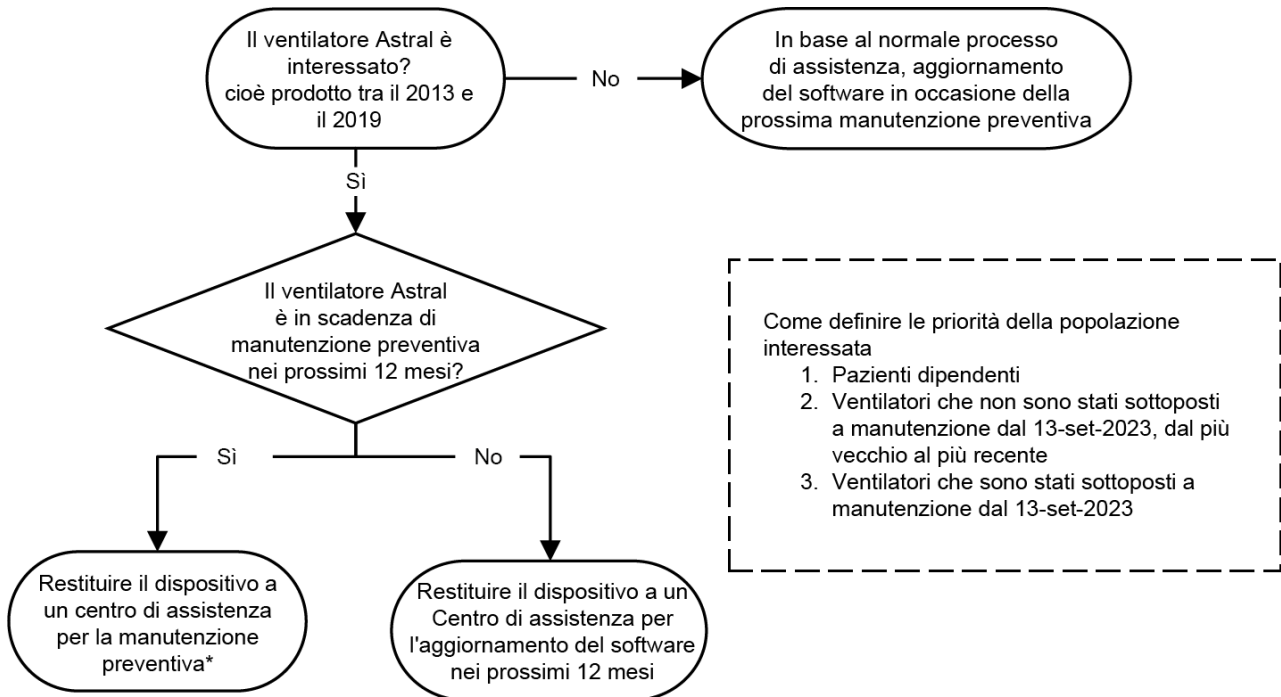 Il ventilatore Astral è
interessato?
cioè prodotto tra il 2013 e
il 2019
No
In base al normale processo
di assistenza, aggiornamento
del software in occasione della
prossima manutenzione preventiva
Sì
Il ventilatore Astral
è in scadenza di
manutenzione preventiva
nei prossimi 12 mesi?
Come definire le priorità della popolazione
interessata
1. Pazienti dipendenti
2. Ventilatori che non sono stati sottoposti
a manutenzione dal 13-set-2023, dal più
vecchio al più recente
3. Ventilatori che sono stati sottoposti a
manutenzione dal 13-set-2023
Sì
No
Restituire il dispositivo a
un centro di assistenza
per la manutenzione
preventiva*
Restituire il dispositivo a un
Centro di assistenza per
l'aggiornamento del software
nei prossimi 12 mesi